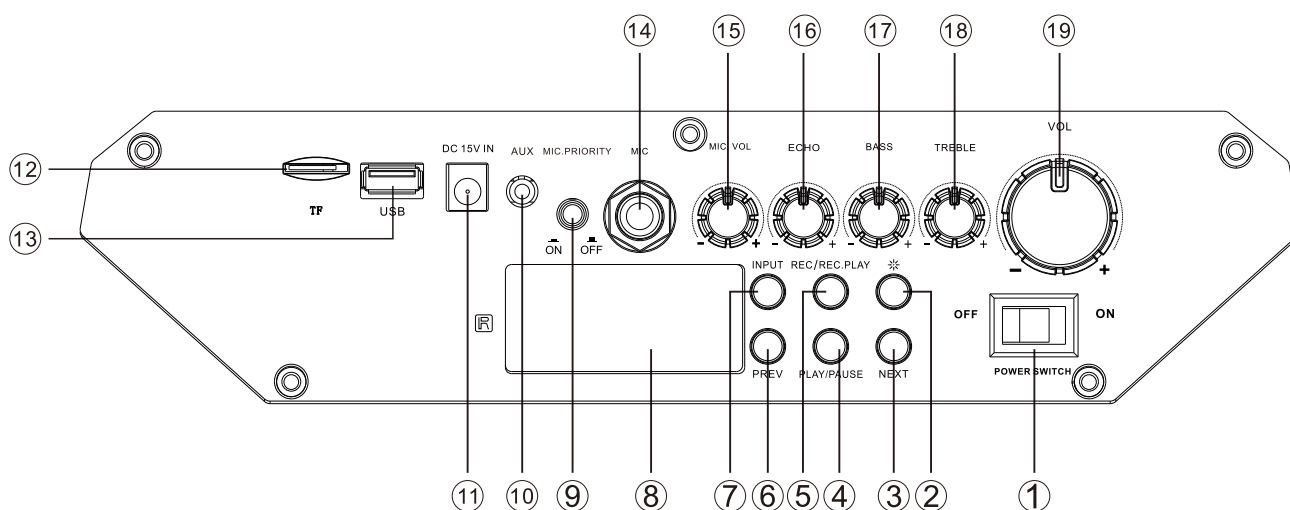 14 15 16 17 18 19
VOL
DC 15V IN AUX MIC.PRIORITY MIC MIC VOL ECHO BASS TREBLE
12
TF USB
13
ON OFF
- + - + - + - + - +
INPUT REC/REC.PLAY
OFF ON
IR
PREV PLAY/PAUSE NEXT POWER SWITCH
11 10 9 8 7 6 5 4 3 2 1